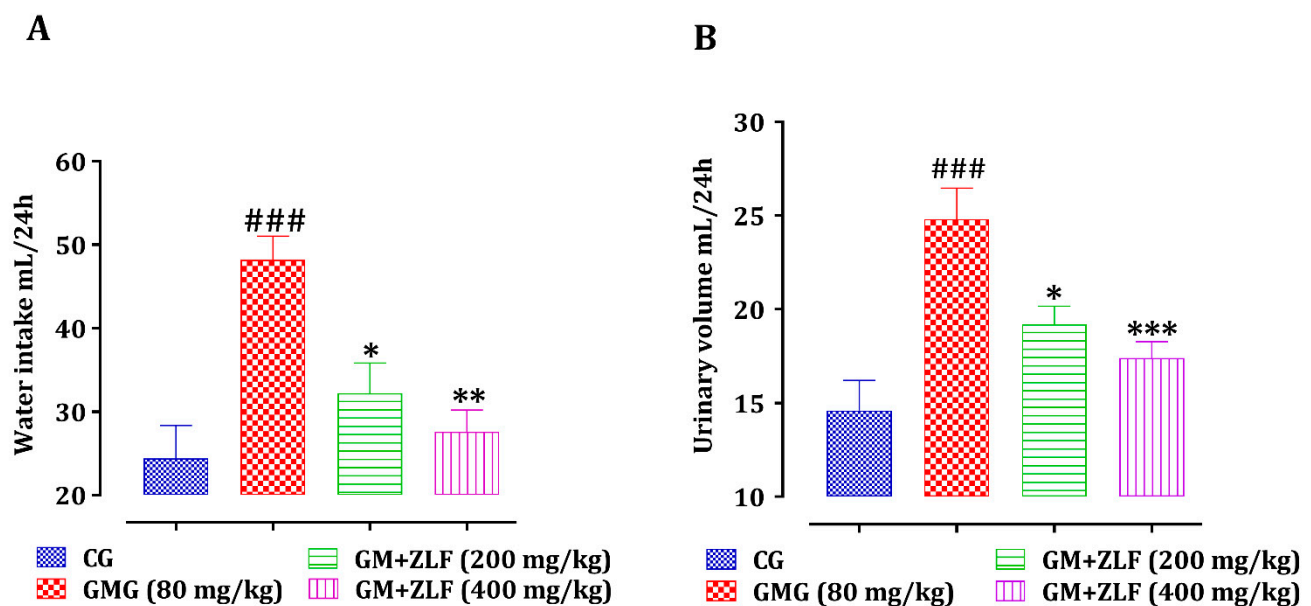 A
Water intake mL/24h
60
50
40
30
20
###
*
**
CG
GM+ZLF (200 mg/kg)
GMG (80 mg/kg)
GM+ZLF (400 mg/kg)
B
Urinary volume mL/24h
30
25
20
15
10
###
*
***
CG
GM+ZLF (200 mg/kg)
GMG (80 mg/kg)
GM+ZLF (400 mg/kg)